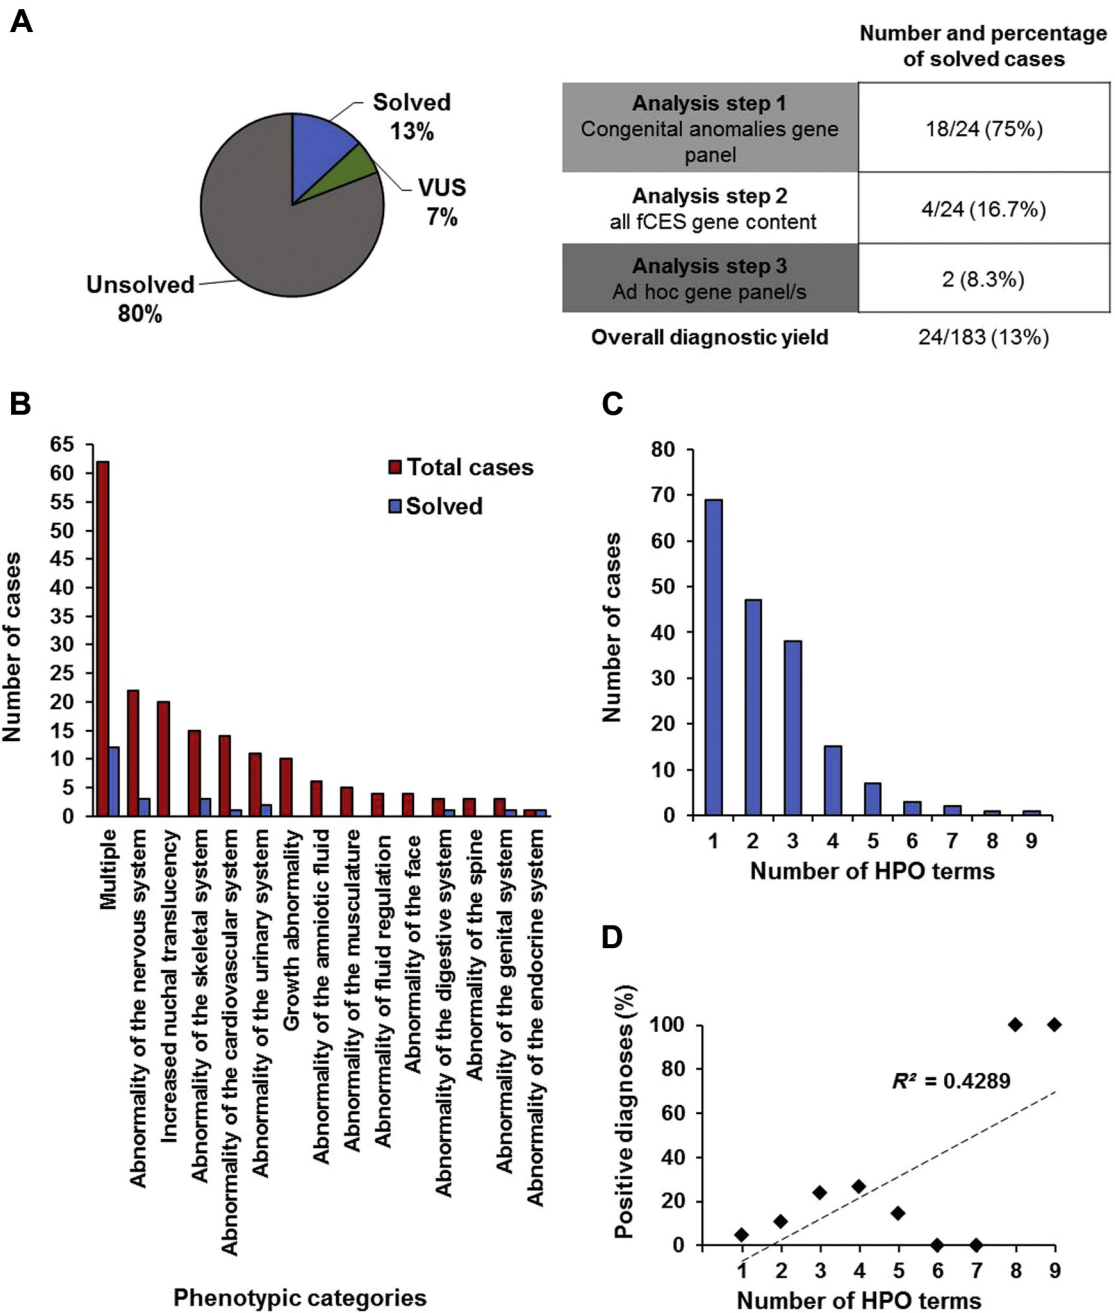 A
Solved
13%
VUS
7%
Unsolved
80%
Number and percentage
of solved cases
Analysis step 1
Congenital anomalies gene
panel
18/24 (75%)
Analysis step 2
all fCES gene content
4/24 (16.7%)
Analysis step 3
Ad hoc gene panel/s
2 (8.3%)
Overall diagnostic yield
24/183 (13%)
B
Number of cases
65
60
55
50
45
40
35
30
25
20
15
10
5
0
Total cases
Solved
Multiple
Abnormality of the nervous system
Increased nuchal translucency
Abnormality of the skeletal system
Abnormality of the cardiovascular system
Abnormality of the urinary system
Growth abnormality
Abnormality of the amniotic fluid
Abnormality of the musculature
Abnormality of fluid regulation
Abnormality of the face
Abnormality of the digestive system
Abnormality of the spine
Abnormality of the genital system
Abnormality of the endocrine system
Phenotypic categories
C
Number of cases
80
70
60
50
40
30
20
10
0
1 2 3 4 5 6 7 8 9
Number of HPO terms
D
Positive diagnoses (%)
100
80
60
40
20
0
R² = 0.4289
1 2 3 4 5 6 7 8 9
Number of HPO terms